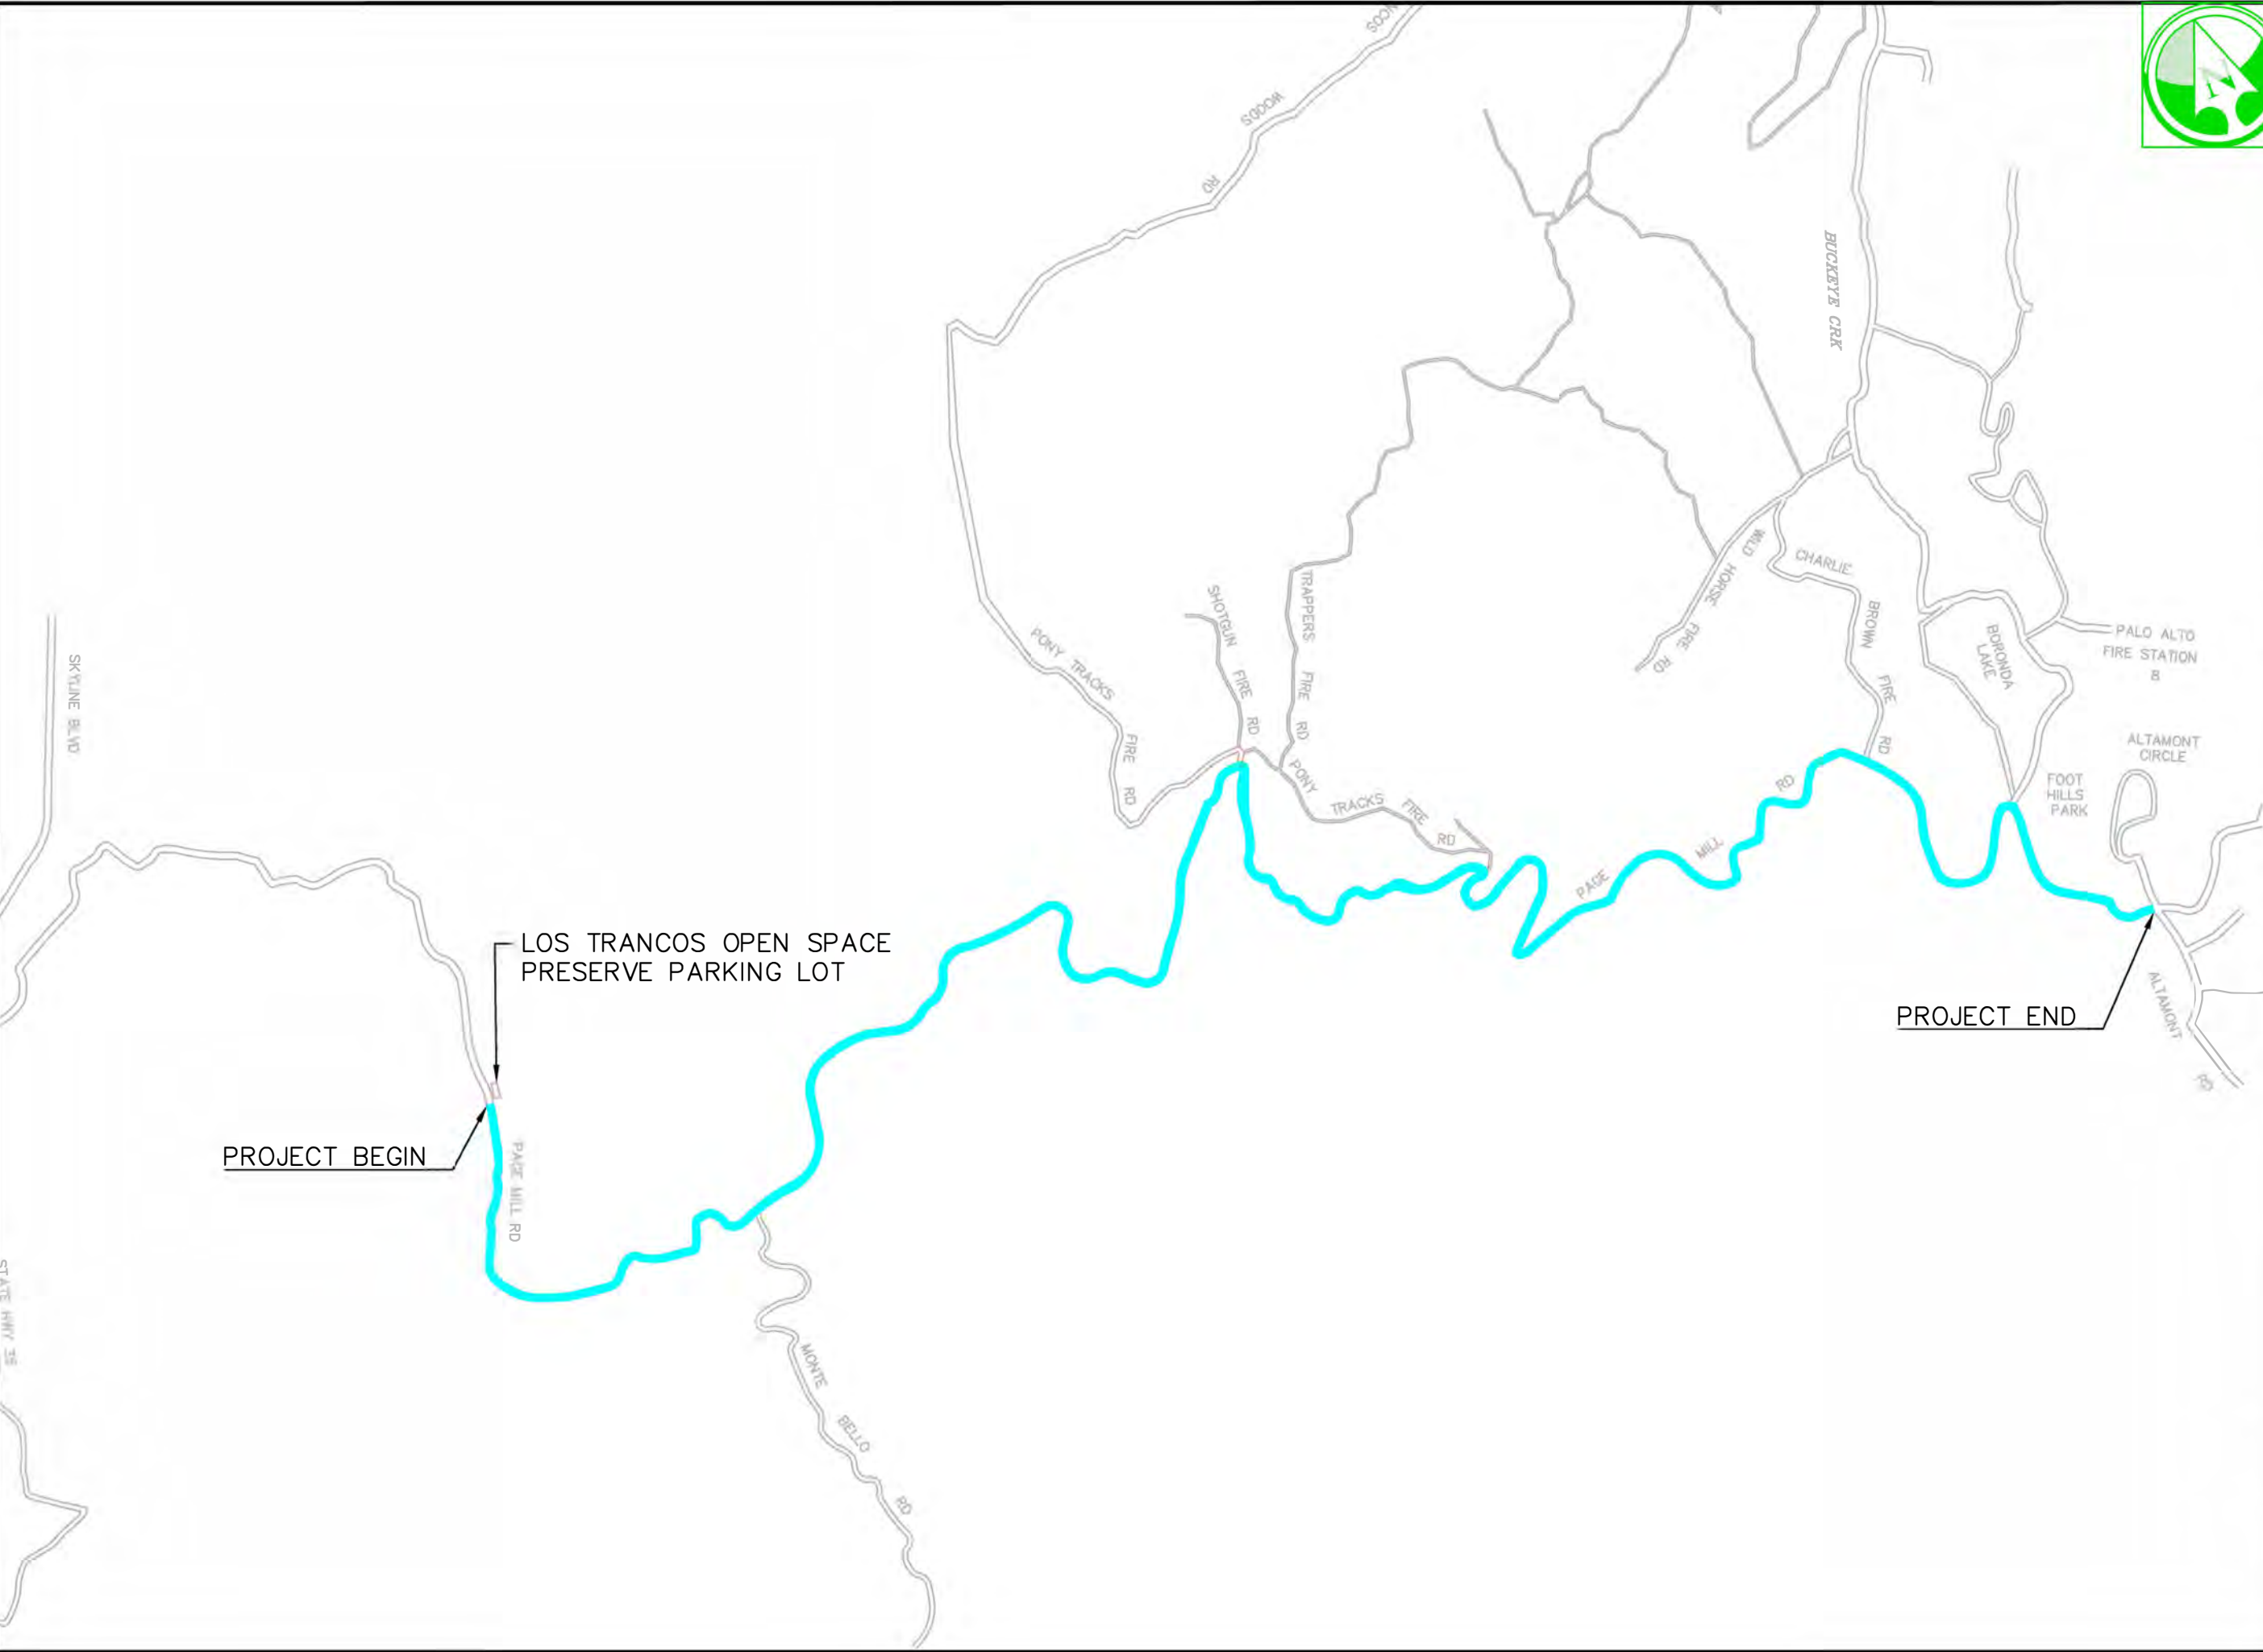 NCOS
WOODS
RD
N
BUCKEYE CRK
WILD HORSE FIRE RD
CHARLIE BROWN FIRE RD
SHOTGUN FIRE RD
TRAPPERS FIRE RD
PONY TRACKS FIRE RD
PONY TRACKS FIRE RD
BORONDA
LAKE
PALO ALTO
FIRE STATION
8
ALTAMONT
CIRCLE
FOOT
HILLS
PARK
SKYLINE BLVD
PAGE MILL RD
LOS TRANCOS OPEN SPACE
PRESERVE PARKING LOT
PROJECT END
ALTAMONT RD
PROJECT BEGIN
PAGE MILL RD
STATE HWY 35
MONTE BELLO RD